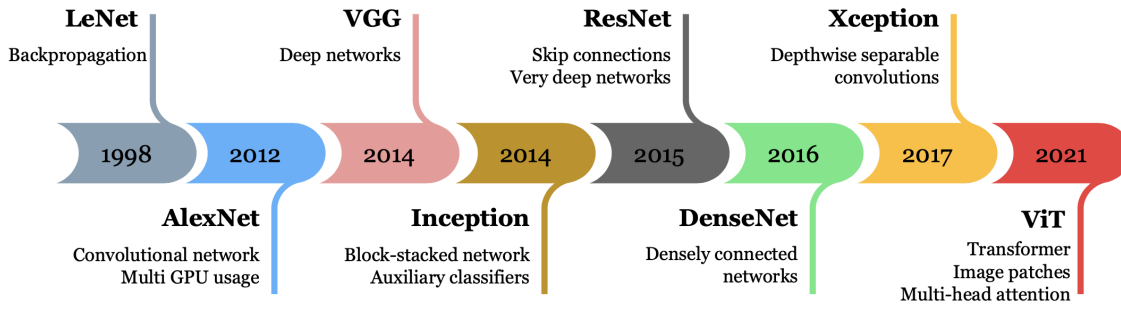 LeNet
Backpropagation
VGG
Deep networks
ResNet
Skip connections
Very deep networks
Xception
Depthwise separable
convolutions
1998
2012
2014
2014
2015
2016
2017
2021
AlexNet
Convolutional network
Multi GPU usage
Inception
Block-stacked network
Auxiliary classifiers
DenseNet
Densely connected
networks
ViT
Transformer
Image patches
Multi-head attention